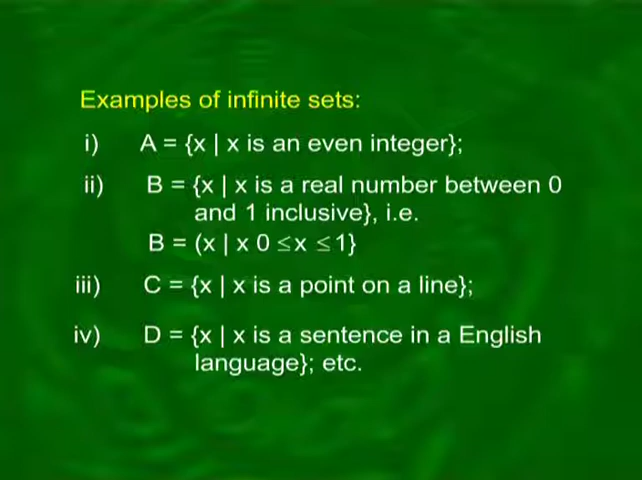 Examples of infinite sets:
i) A = {x | x is an even integer};
ii) B = {x | x is a real number between 0
and 1 inclusive}, i.e.
B = (x | x 0 ≤x ≤1}
iii) C = {x | x is a point on a line};
iv) D = {x | x is a sentence in a English
language}; etc.